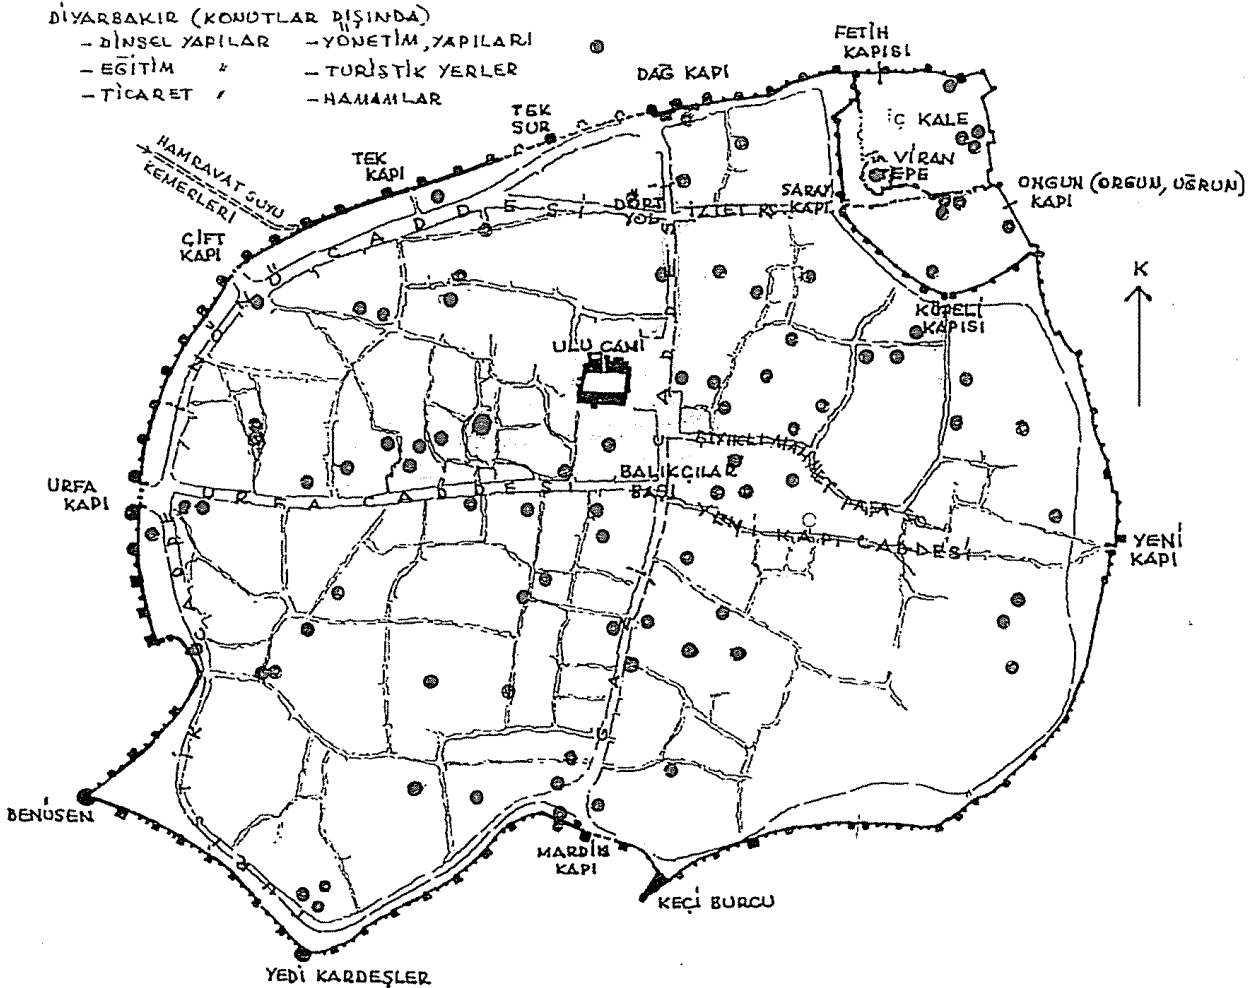 DİYARBAKIR (KONUTLAR DIŞINDA)
– DİNSEL YAPILAR – YÖNETİM, YAPILARI
– EĞİTİM " – TURİSTİK YERLER
– TİCARET " – HAMAMLAR
FETİH
KAPISI
DAĞ KAPI
TEK
SUR
İÇ KALE
HAMRAVAT SUYU
KEMERLERİ
TEK
KAPI
VİRAN
TEPE
SARAY
KAPI
OHGUN (ORGUN, UĞRUN)
KAPI
DÖRT
YOL
İZZET
ÇİFT
KAPI
CADDESİ
K
KÜPELİ
KAPISI
ULU CAMİ
BALIKÇILAR
BAŞI
URFA
KAPI
URFA CADDESİ
YENİ KAPI CADDESİ
YENİ
KAPI
BENÜSEN
MARDİN
KAPI
KEÇİ BURCU
YEDİ KARDEŞLER